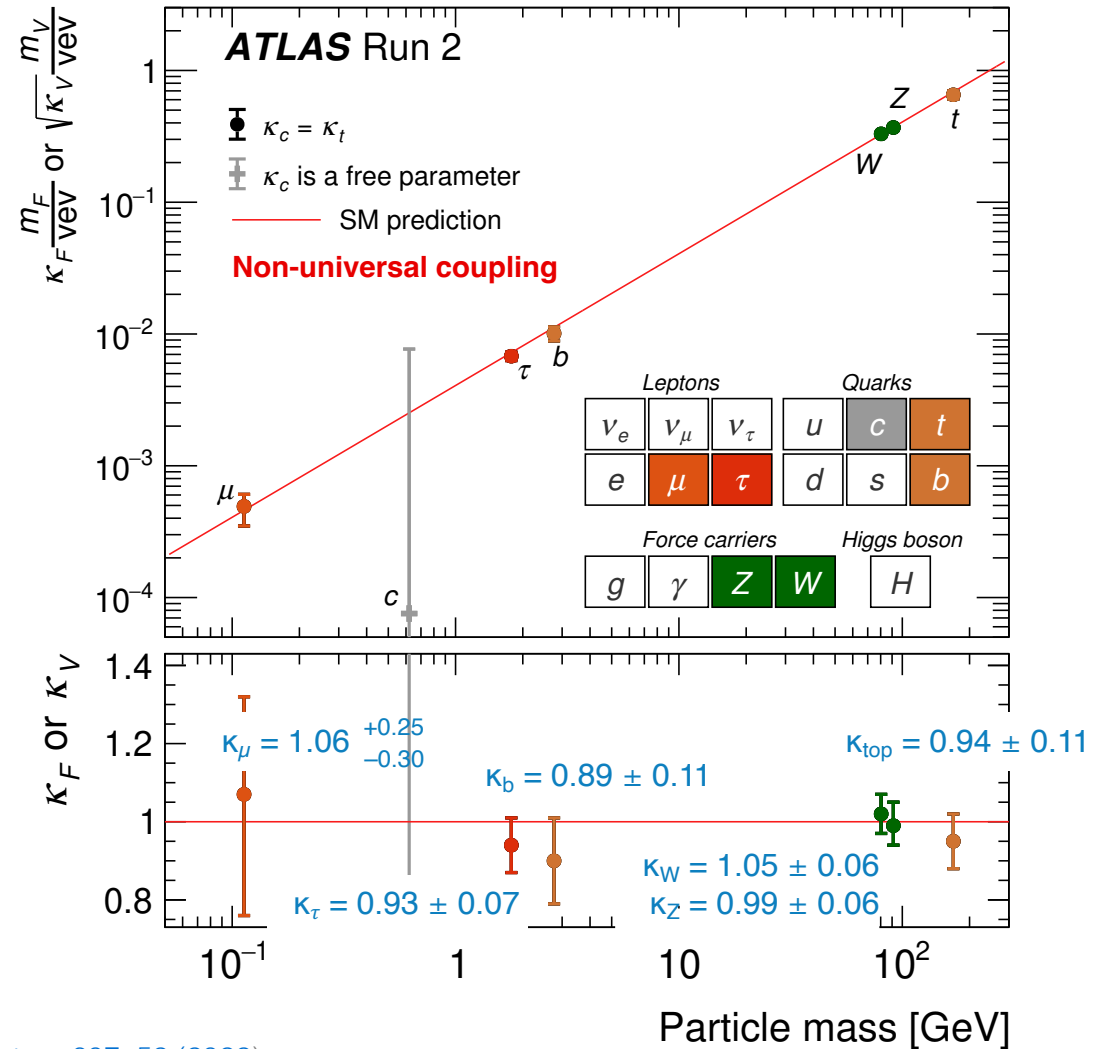 κ_F m_F/vev or √κ_V m_V/vev
ATLAS Run 2
κ_c = κ_t
κ_c is a free parameter
SM prediction
Non-universal coupling
1
10⁻¹
10⁻²
10⁻³
10⁻⁴
μ
c
τ
b
W
Z
t
Leptons Quarks
ν_e ν_μ ν_τ u c t
e μ τ d s b
Force carriers Higgs boson
g γ Z W H
κ_F or κ_V
1.4
1.2
1
0.8
κ_μ = 1.06 +0.25 –0.30
κ_b = 0.89 ± 0.11
κ_top = 0.94 ± 0.11
κ_τ = 0.93 ± 0.07
κ_W = 1.05 ± 0.06
κ_Z = 0.99 ± 0.06
10⁻¹ 1 10 10²
Particle mass [GeV]